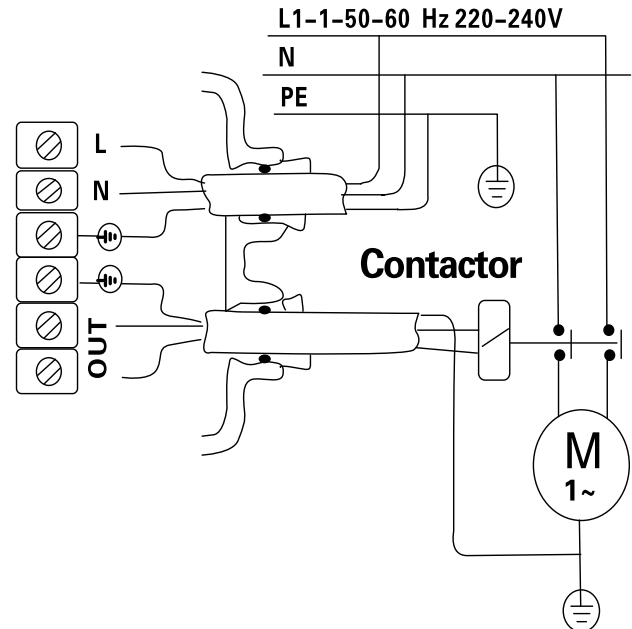 L1-1-50-60 Hz 220-240V
N
PE
L
N
Contactor
OUT
M
1~